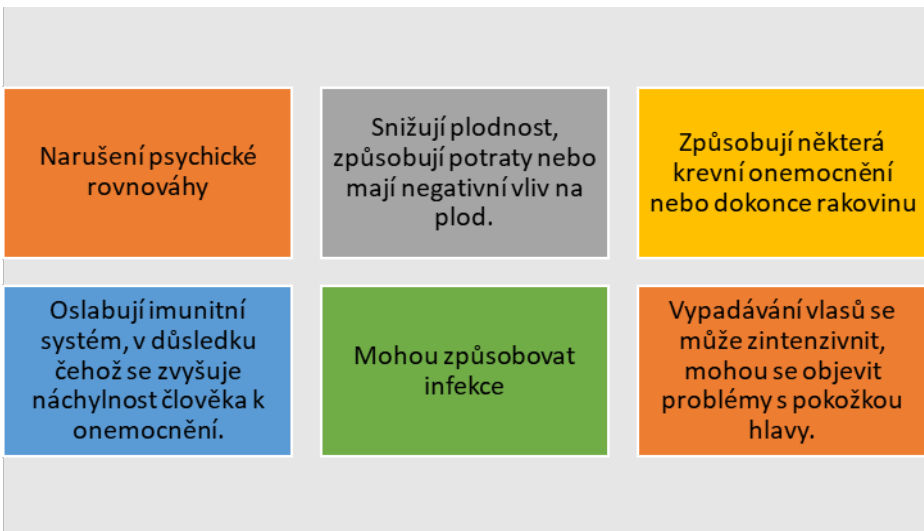 Narušení psychické
rovnováhy
Snižují plodnost,
způsobují potraty nebo
mají negativní vliv na
plod.
Způsobují některá
krevní onemocnění
nebo dokonce rakovinu
Oslabují imunitní
systém, v důsledku
čehož se zvyšuje
náchylnost člověka k
onemocnění.
Mohou způsobovat
infekce
Vypadávání vlasů se
může zintenzivnit,
mohou se objevit
problémy s pokožkou
hlavy.